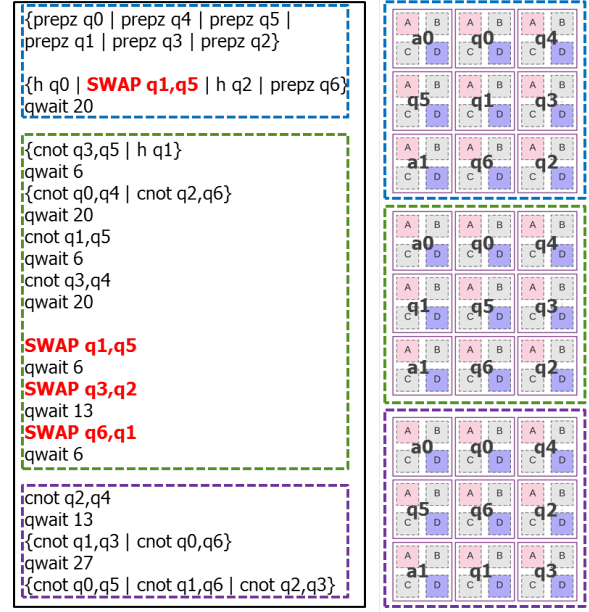 {prepz q0 | prepz q4 | prepz q5 |
prepz q1 | prepz q3 | prepz q2}
{h q0 | SWAP q1,q5 | h q2 | prepz q6}
qwait 20
{cnot q3,q5 | h q1}
qwait 6
{cnot q0,q4 | cnot q2,q6}
qwait 20
cnot q1,q5
qwait 6
cnot q3,q4
qwait 20
SWAP q1,q5
qwait 6
SWAP q3,q2
qwait 13
SWAP q6,q1
qwait 6
cnot q2,q4
qwait 13
{cnot q1,q3 | cnot q0,q6}
qwait 27
{cnot q0,q5 | cnot q1,q6 | cnot q2,q3}
A B A B A B
a0 q0 q4
C D C D C D
A B A B A B
q5 q1 q3
C D C D C D
A B A B A B
a1 q6 q2
C D C D C D
A B A B A B
a0 q0 q4
C D C D C D
A B A B A B
q1 q5 q3
C D C D C D
A B A B A B
a1 q6 q2
C D C D C D
A B A B A B
a0 q0 q4
C D C D C D
A B A B A B
q5 q6 q2
C D C D C D
A B A B A B
a1 q1 q3
C D C D C D